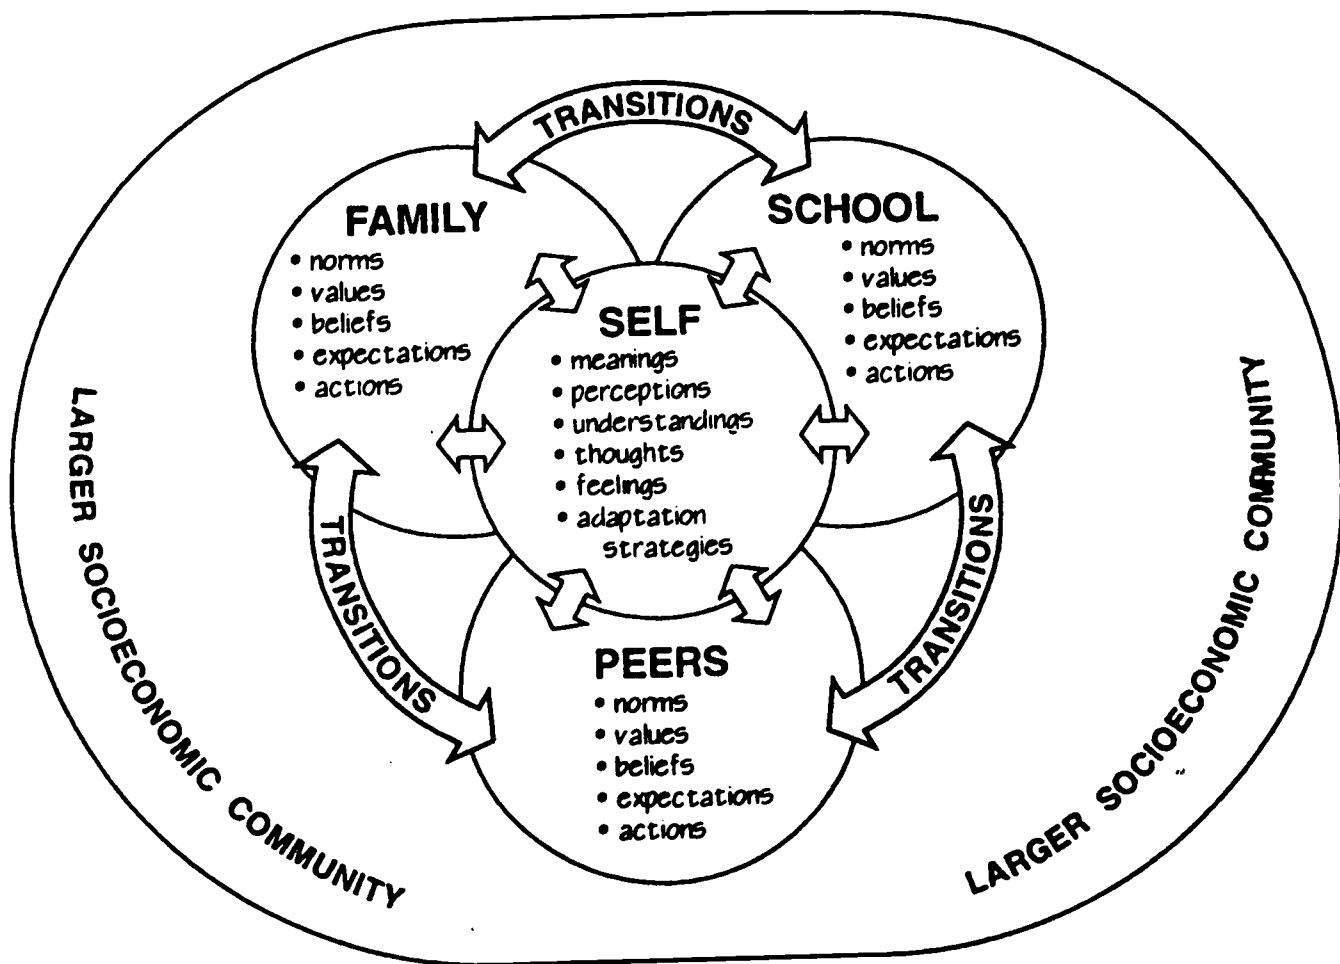 TRANSITIONS
FAMILY
• norms
• values
• beliefs
• expectations
• actions
SCHOOL
• norms
• values
• beliefs
• expectations
• actions
SELF
• meanings
• perceptions
• understandings
• thoughts
• feelings
• adaptation
strategies
TRANSITIONS
TRANSITIONS
PEERS
• norms
• values
• beliefs
• expectations
• actions
LARGER SOCIOECONOMIC COMMUNITY
LARGER SOCIOECONOMIC COMMUNITY